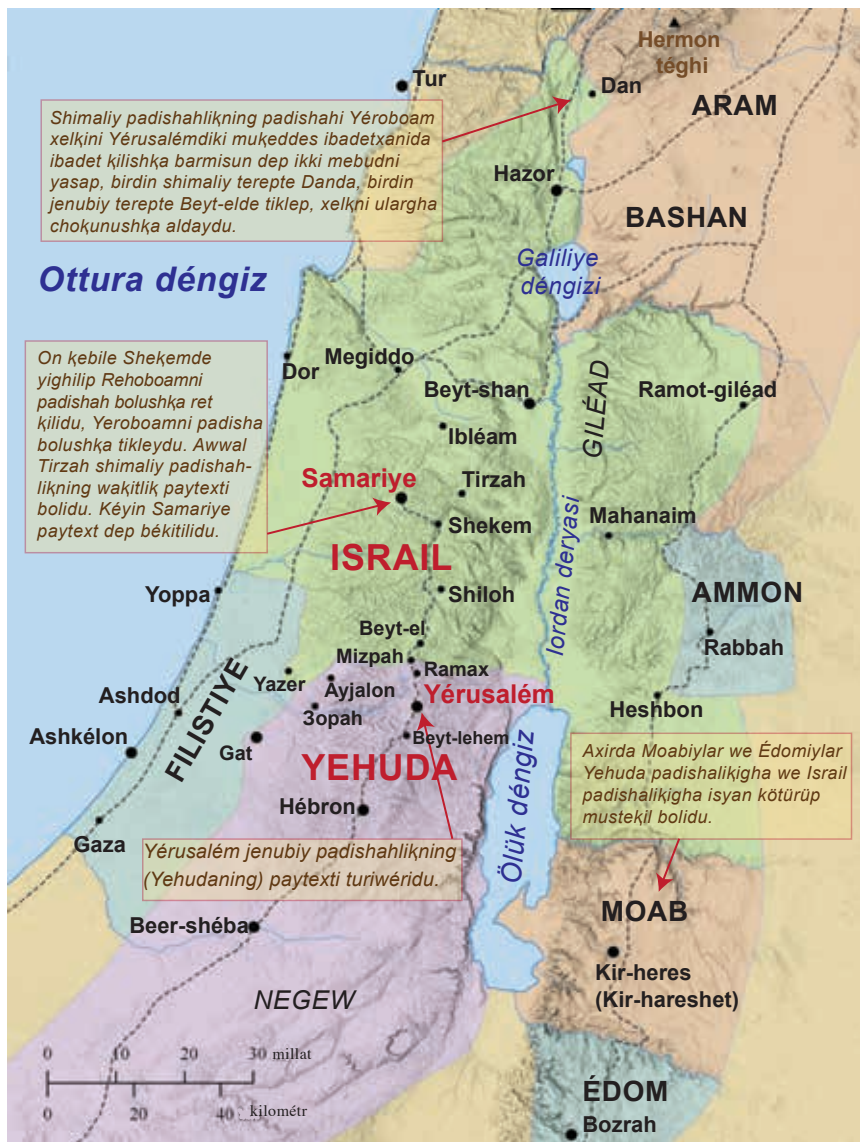 Hermon
téghi
Tur
Dan
ARAM
Shimaliy padishahliⱪning padishahi Yéroboam
xelⱪini Yérusalémdiki muⱪeddes ibadetxanida
ibadet ⱪilishⱪa barmisun dep ikki mebudni
yasap, birdin shimaliy terepte Danda, birdin
jenubiy terepte Beyt-elde tiklep, xelⱪni ulargha
choⱪunushⱪa aldaydu.
Hazor
BASHAN
Ottura déngiz
Galiliye
déngizi
On ⱪebile Sheⱪemde
yighilip Rehoboamni
padishah bolushⱪa ret
ⱪilidu, Yeroboamni padisha
bolushⱪa tikleydu. Awwal
Tirzah shimaliy padishah-
liⱪning waⱪitliⱪ paytexti
bolidu. Kéyin Samariye
paytext dep békitilidu.
Dor
Megiddo
Beyt-shan
GILÉAD
Ramot-giléad
Ibléam
Samariye
Tirzah
Shekem
Mahanaim
ISRAIL
Iordan deryasi
Yoppa
Shiloh
AMMON
Rabbah
Beyt-el
Mizpah
Ramax
Yazer
Ayjalon
Yérusalém
Ashdod
FILISTIYE
Зopah
Heshbon
Ashkélon
Gat
Beyt-lehem
YEHUDA
Axirda Moabiylar we Édomiylar
Yehuda padishaliⱪigha we Israil
padishaliⱪigha isyan kötürüp
musteⱪil bolidu.
Hébron
Ölük déngiz
Gaza
Yérusalém jenubiy padishahliⱪning
(Yehudaning) paytexti turiwéridu.
MOAB
Beer-shéba
Kir-heres
(Kir-hareshet)
NEGEW
0 10 20 30 millat
0 20 40 kilométr
ÉDOM
Bozrah